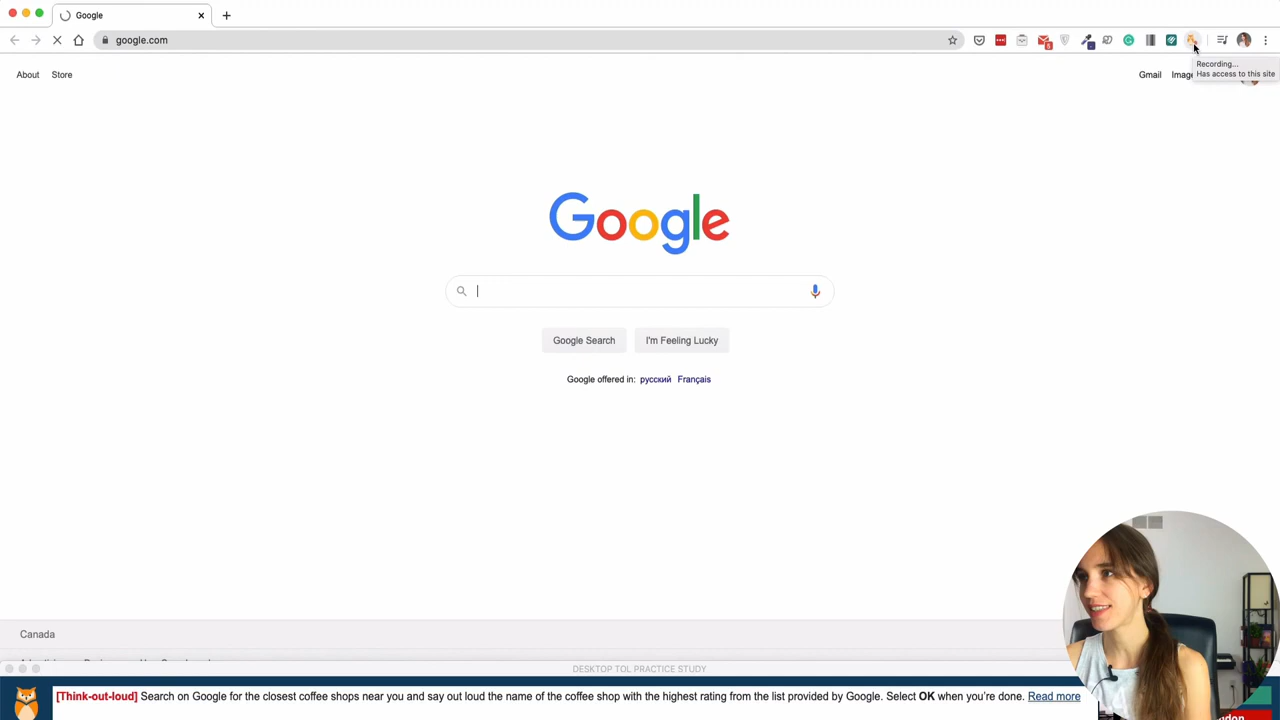 Google
google.com
Recording...
Has access to this site
About Store
Gmail
Google
Google Search I'm Feeling Lucky
Google offered in: русский Français
Canada
DESKTOP TOL PRACTICE STUDY
[Think-out-loud] Search on Google for the closest coffee shops near you and say out loud the name of the coffee shop with the highest rating from the list provided by Google. Select OK when you're done. Read more